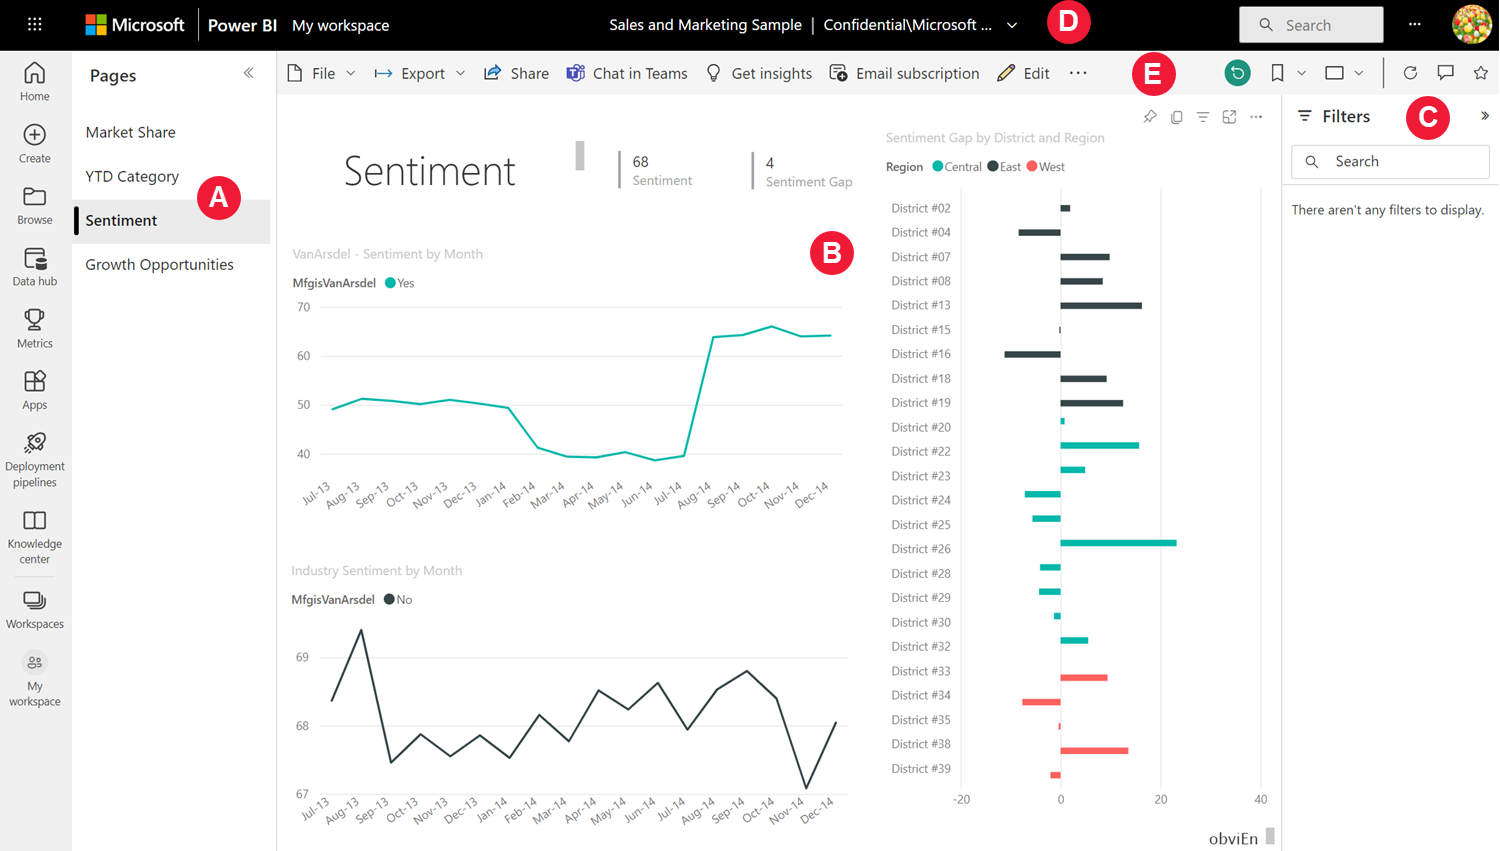 Microsoft Power BI My workspace Sales and Marketing Sample | Confidential\Microsoft ... D Search ...
Home
Create
Browse
Data hub
Metrics
Apps
Deployment
pipelines
Knowledge
center
Workspaces
My
workspace
Pages
Market Share
YTD Category
A
Sentiment
Growth Opportunities
File Export Share Chat in Teams Get insights Email subscription Edit ... E
Sentiment
68
Sentiment
4
Sentiment Gap
VanArsdel - Sentiment by Month
B
MfgisVanArsdel Yes
70
60
50
40
Jul-13 Aug-13 Sep-13 Oct-13 Nov-13 Dec-13 Jan-14 Feb-14 Mar-14 Apr-14 May-14 Jun-14 Jul-14 Aug-14 Sep-14 Oct-14 Nov-14 Dec-14
Industry Sentiment by Month
MfgisVanArsdel No
69
68
67
Jul-13 Aug-13 Sep-13 Oct-13 Nov-13 Dec-13 Jan-14 Feb-14 Mar-14 Apr-14 May-14 Jun-14 Jul-14 Aug-14 Sep-14 Oct-14 Nov-14 Dec-14
Sentiment Gap by District and Region
Region Central East West
District #02
District #04
District #07
District #08
District #13
District #15
District #16
District #18
District #19
District #20
District #22
District #23
District #24
District #25
District #26
District #28
District #29
District #30
District #32
District #33
District #34
District #35
District #38
District #39
-20 0 20 40
obviEn
Filters C
Search
There aren't any filters to display.